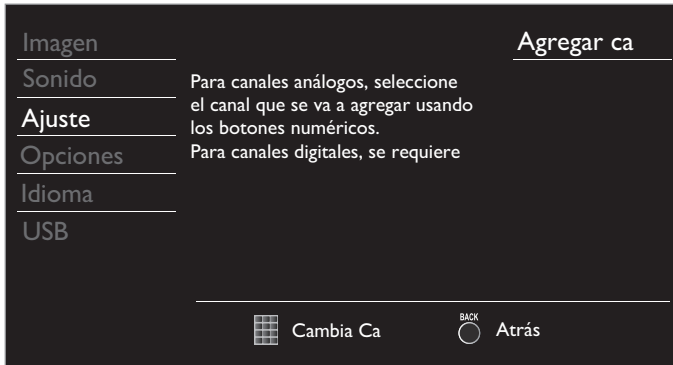 Imagen
Sonido
Ajuste
Opciones
Idioma
USB
Agregar ca
Para canales análogos, seleccione
el canal que se va a agregar usando
los botones numéricos.
Para canales digitales, se requiere
Cambia Ca
BACK
Atrás